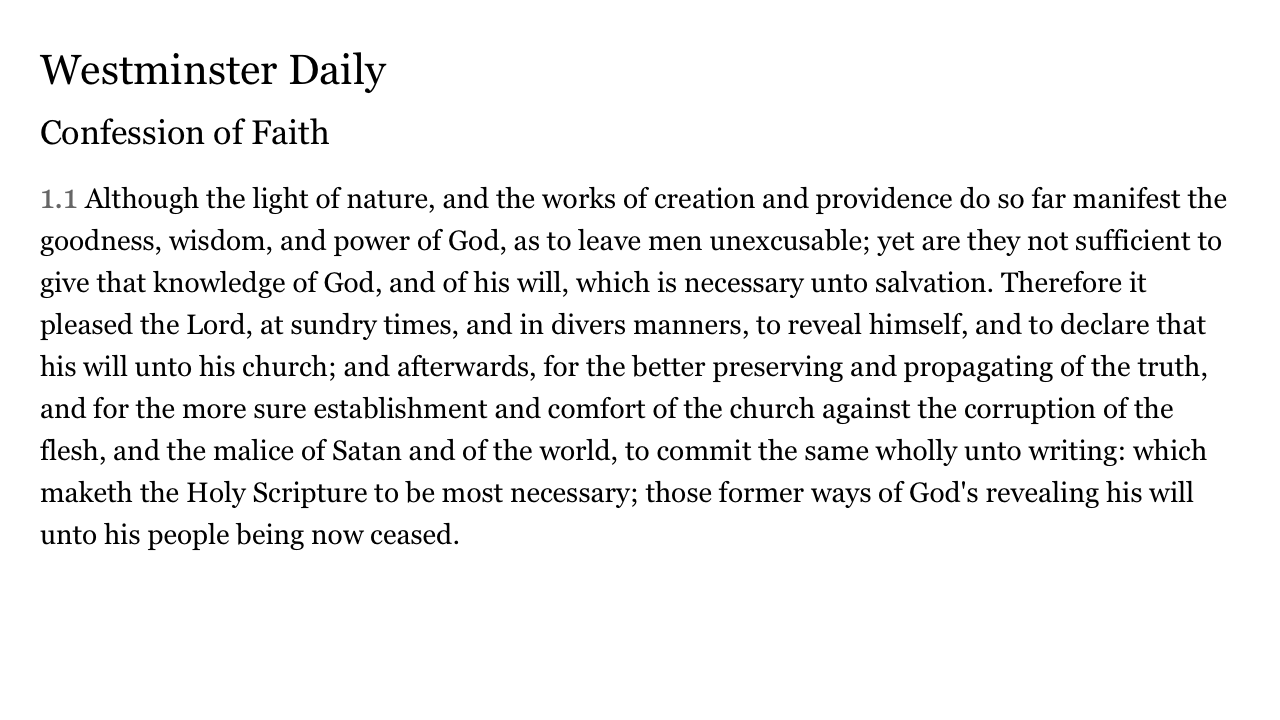 Westminster Daily
Confession of Faith
1.1 Although the light of nature, and the works of creation and providence do so far manifest the
goodness, wisdom, and power of God, as to leave men unexcusable; yet are they not sufficient to
give that knowledge of God, and of his will, which is necessary unto salvation. Therefore it
pleased the Lord, at sundry times, and in divers manners, to reveal himself, and to declare that
his will unto his church; and afterwards, for the better preserving and propagating of the truth,
and for the more sure establishment and comfort of the church against the corruption of the
flesh, and the malice of Satan and of the world, to commit the same wholly unto writing: which
maketh the Holy Scripture to be most necessary; those former ways of God's revealing his will
unto his people being now ceased.